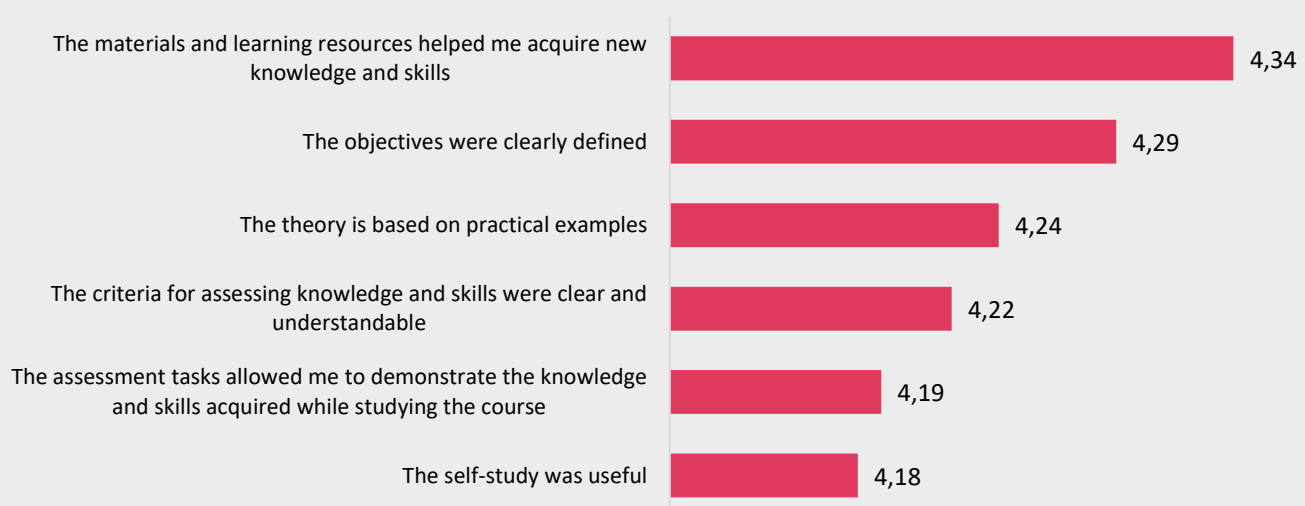 The materials and learning resources helped me acquire new
knowledge and skills
4,34
The objectives were clearly defined
4,29
The theory is based on practical examples
4,24
The criteria for assessing knowledge and skills were clear and
understandable
4,22
The assessment tasks allowed me to demonstrate the knowledge
and skills acquired while studying the course
4,19
The self-study was useful
4,18